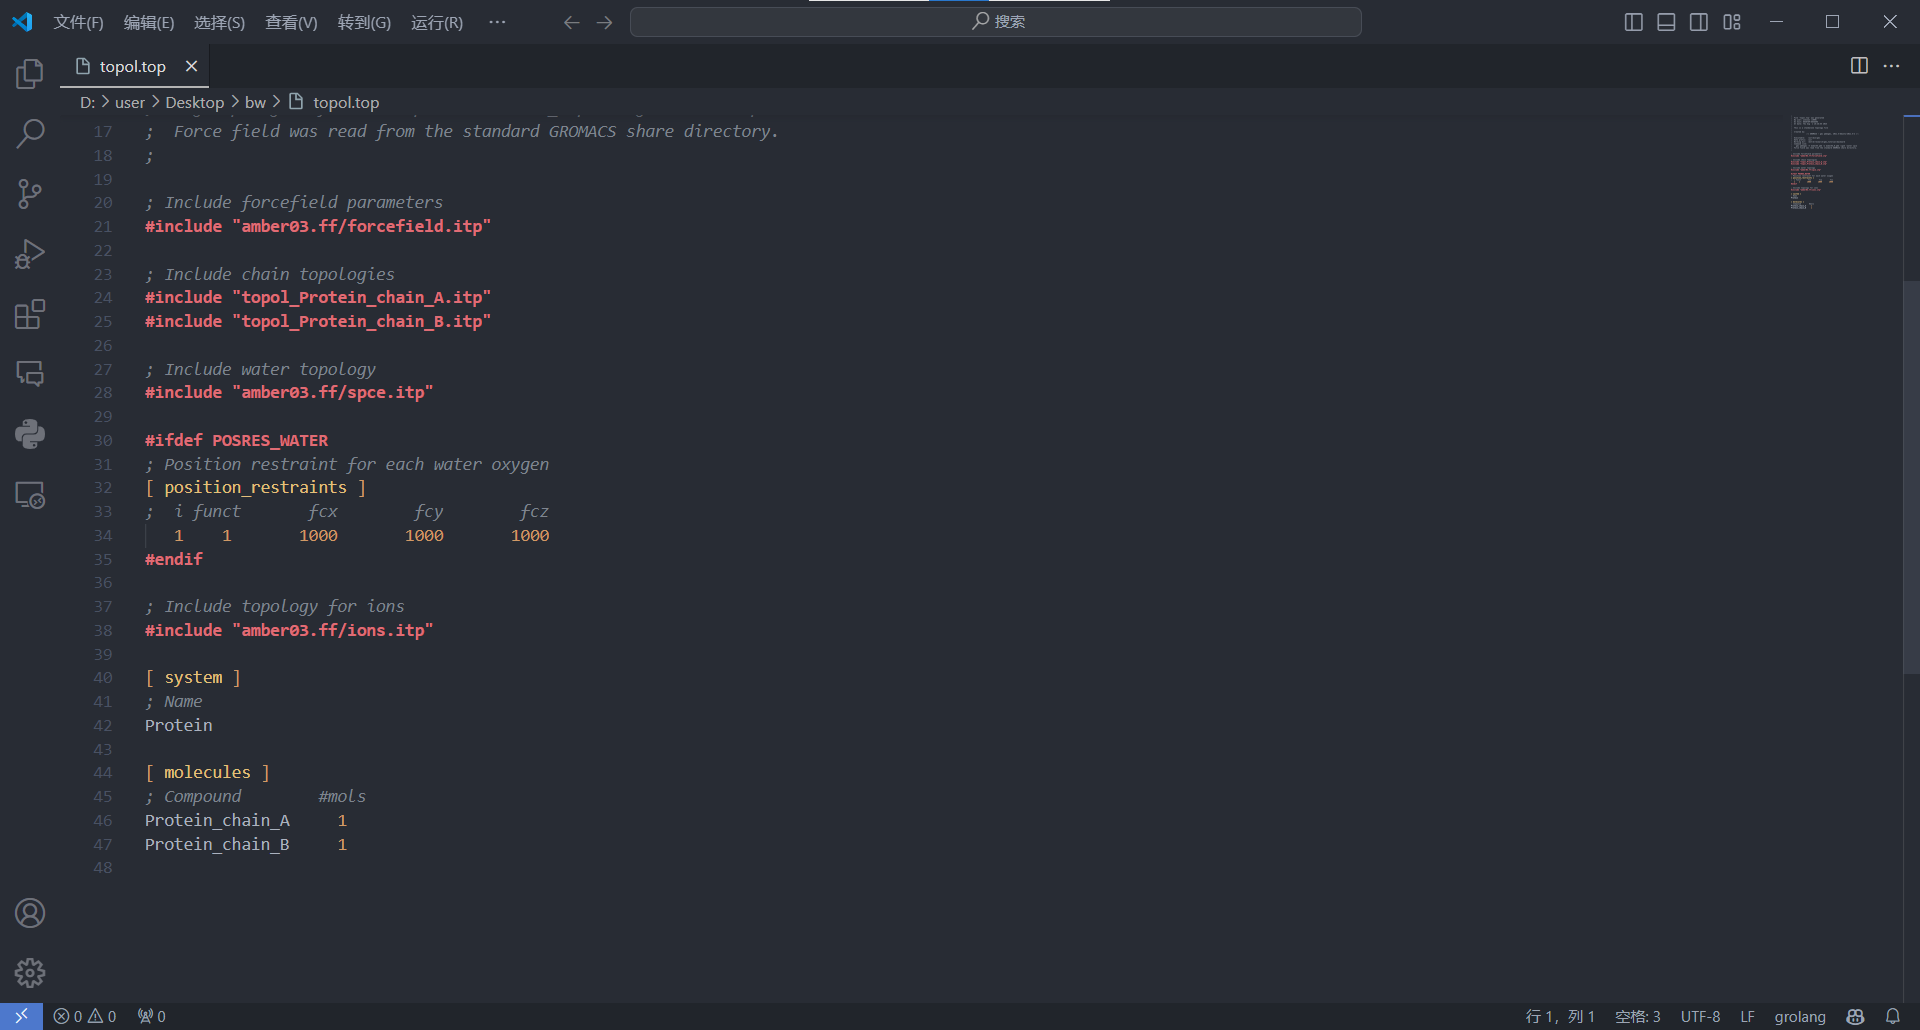 文件(F) 编辑(E) 选择(S) 查看(V) 转到(G) 运行(R) ··· 搜索
topol.top
D: > user > Desktop > bw > topol.top
17 ;  Force field was read from the standard GROMACS share directory.
18 ;
19
20 ; Include forcefield parameters
21 #include "amber03.ff/forcefield.itp"
22
23 ; Include chain topologies
24 #include "topol_Protein_chain_A.itp"
25 #include "topol_Protein_chain_B.itp"
26
27 ; Include water topology
28 #include "amber03.ff/spce.itp"
29
30 #ifdef POSRES_WATER
31 ; Position restraint for each water oxygen
32 [ position_restraints ]
33 ;  i funct       fcx        fcy        fcz
34    1    1       1000       1000       1000
35 #endif
36
37 ; Include topology for ions
38 #include "amber03.ff/ions.itp"
39
40 [ system ]
41 ; Name
42 Protein
43
44 [ molecules ]
45 ; Compound        #mols
46 Protein_chain_A     1
47 Protein_chain_B     1
48
0 0 0 行 1，列 1 空格: 3 UTF-8 LF grolang